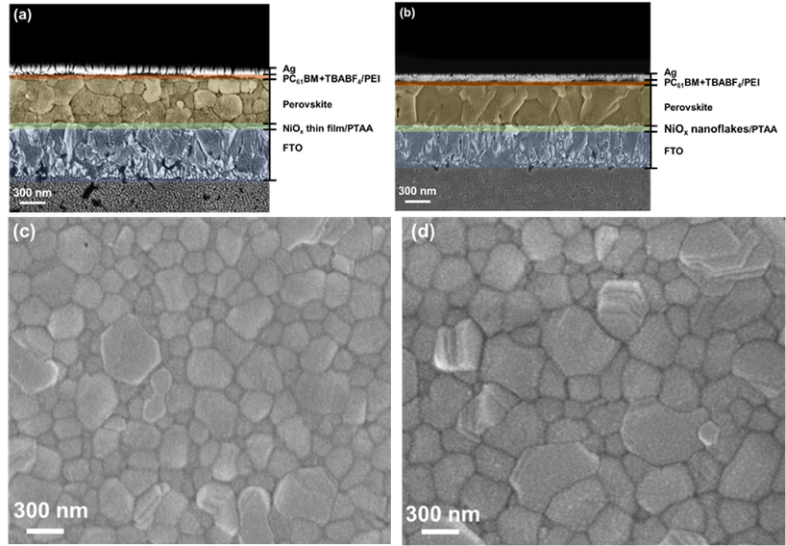 (a)
Ag
PC₆₁BM+TBABF₄/PEI
Perovskite
NiOₓ thin film/PTAA
FTO
300 nm
(b)
Ag
PC₆₁BM+TBABF₄/PEI
Perovskite
NiOₓ nanoflakes/PTAA
FTO
300 nm
(c)
300 nm
(d)
300 nm